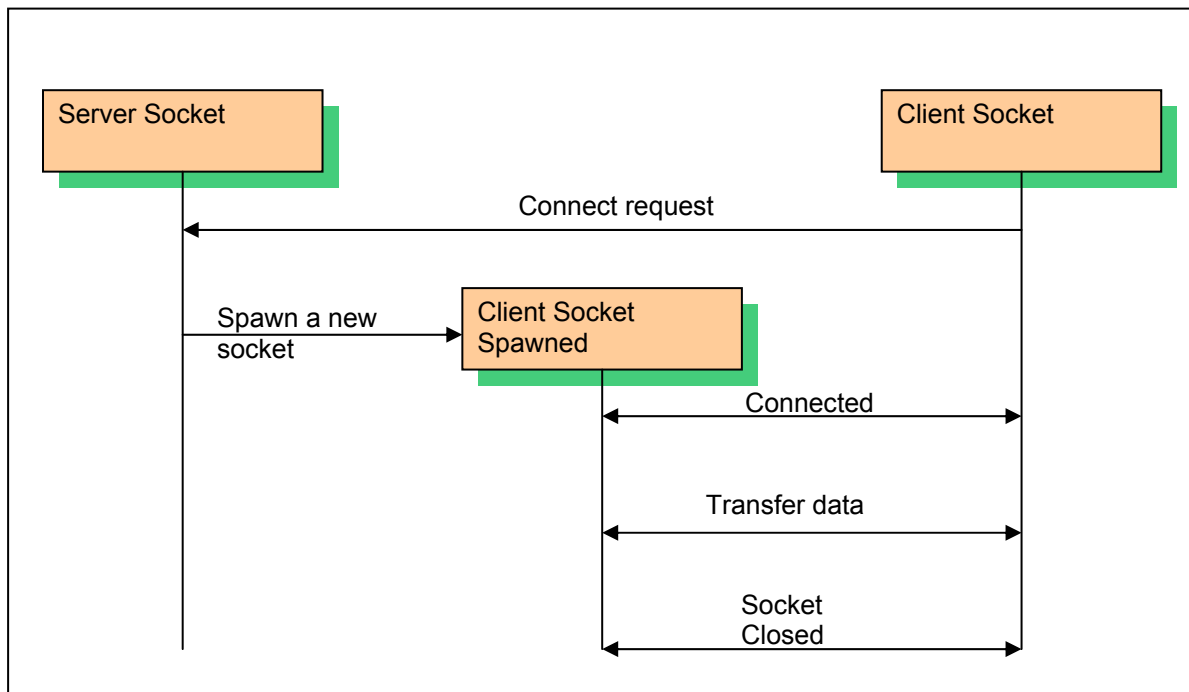 Server Socket
Client Socket
Connect request
Spawn a new
socket
Client Socket
Spawned
Connected
Transfer data
Socket
Closed